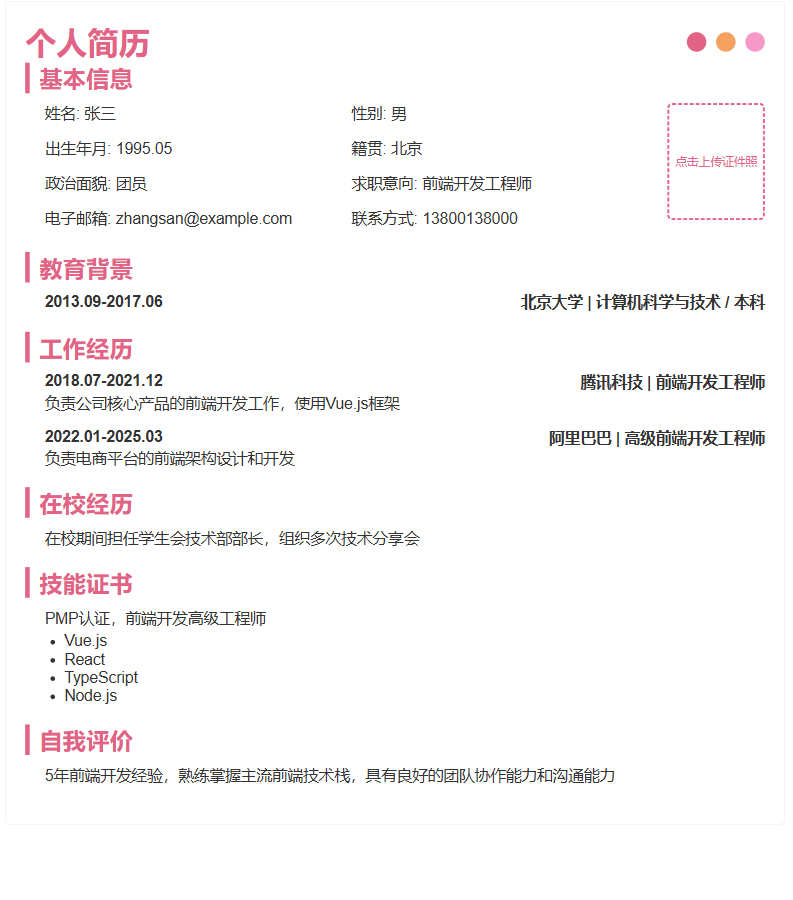 个人简历
基本信息
姓名: 张三
性别: 男
出生年月: 1995.05
籍贯: 北京
点击上传证件照
政治面貌: 团员
求职意向: 前端开发工程师
电子邮箱: zhangsan@example.com
联系方式: 13800138000
教育背景
2013.09-2017.06
北京大学 | 计算机科学与技术 / 本科
工作经历
2018.07-2021.12
腾讯科技 | 前端开发工程师
负责公司核心产品的前端开发工作，使用Vue.js框架
2022.01-2025.03
阿里巴巴 | 高级前端开发工程师
负责电商平台的前端架构设计和开发
在校经历
在校期间担任学生会技术部部长，组织多次技术分享会
技能证书
PMP认证，前端开发高级工程师
• Vue.js
• React
• TypeScript
• Node.js
自我评价
5年前端开发经验，熟练掌握主流前端技术栈，具有良好的团队协作能力和沟通能力